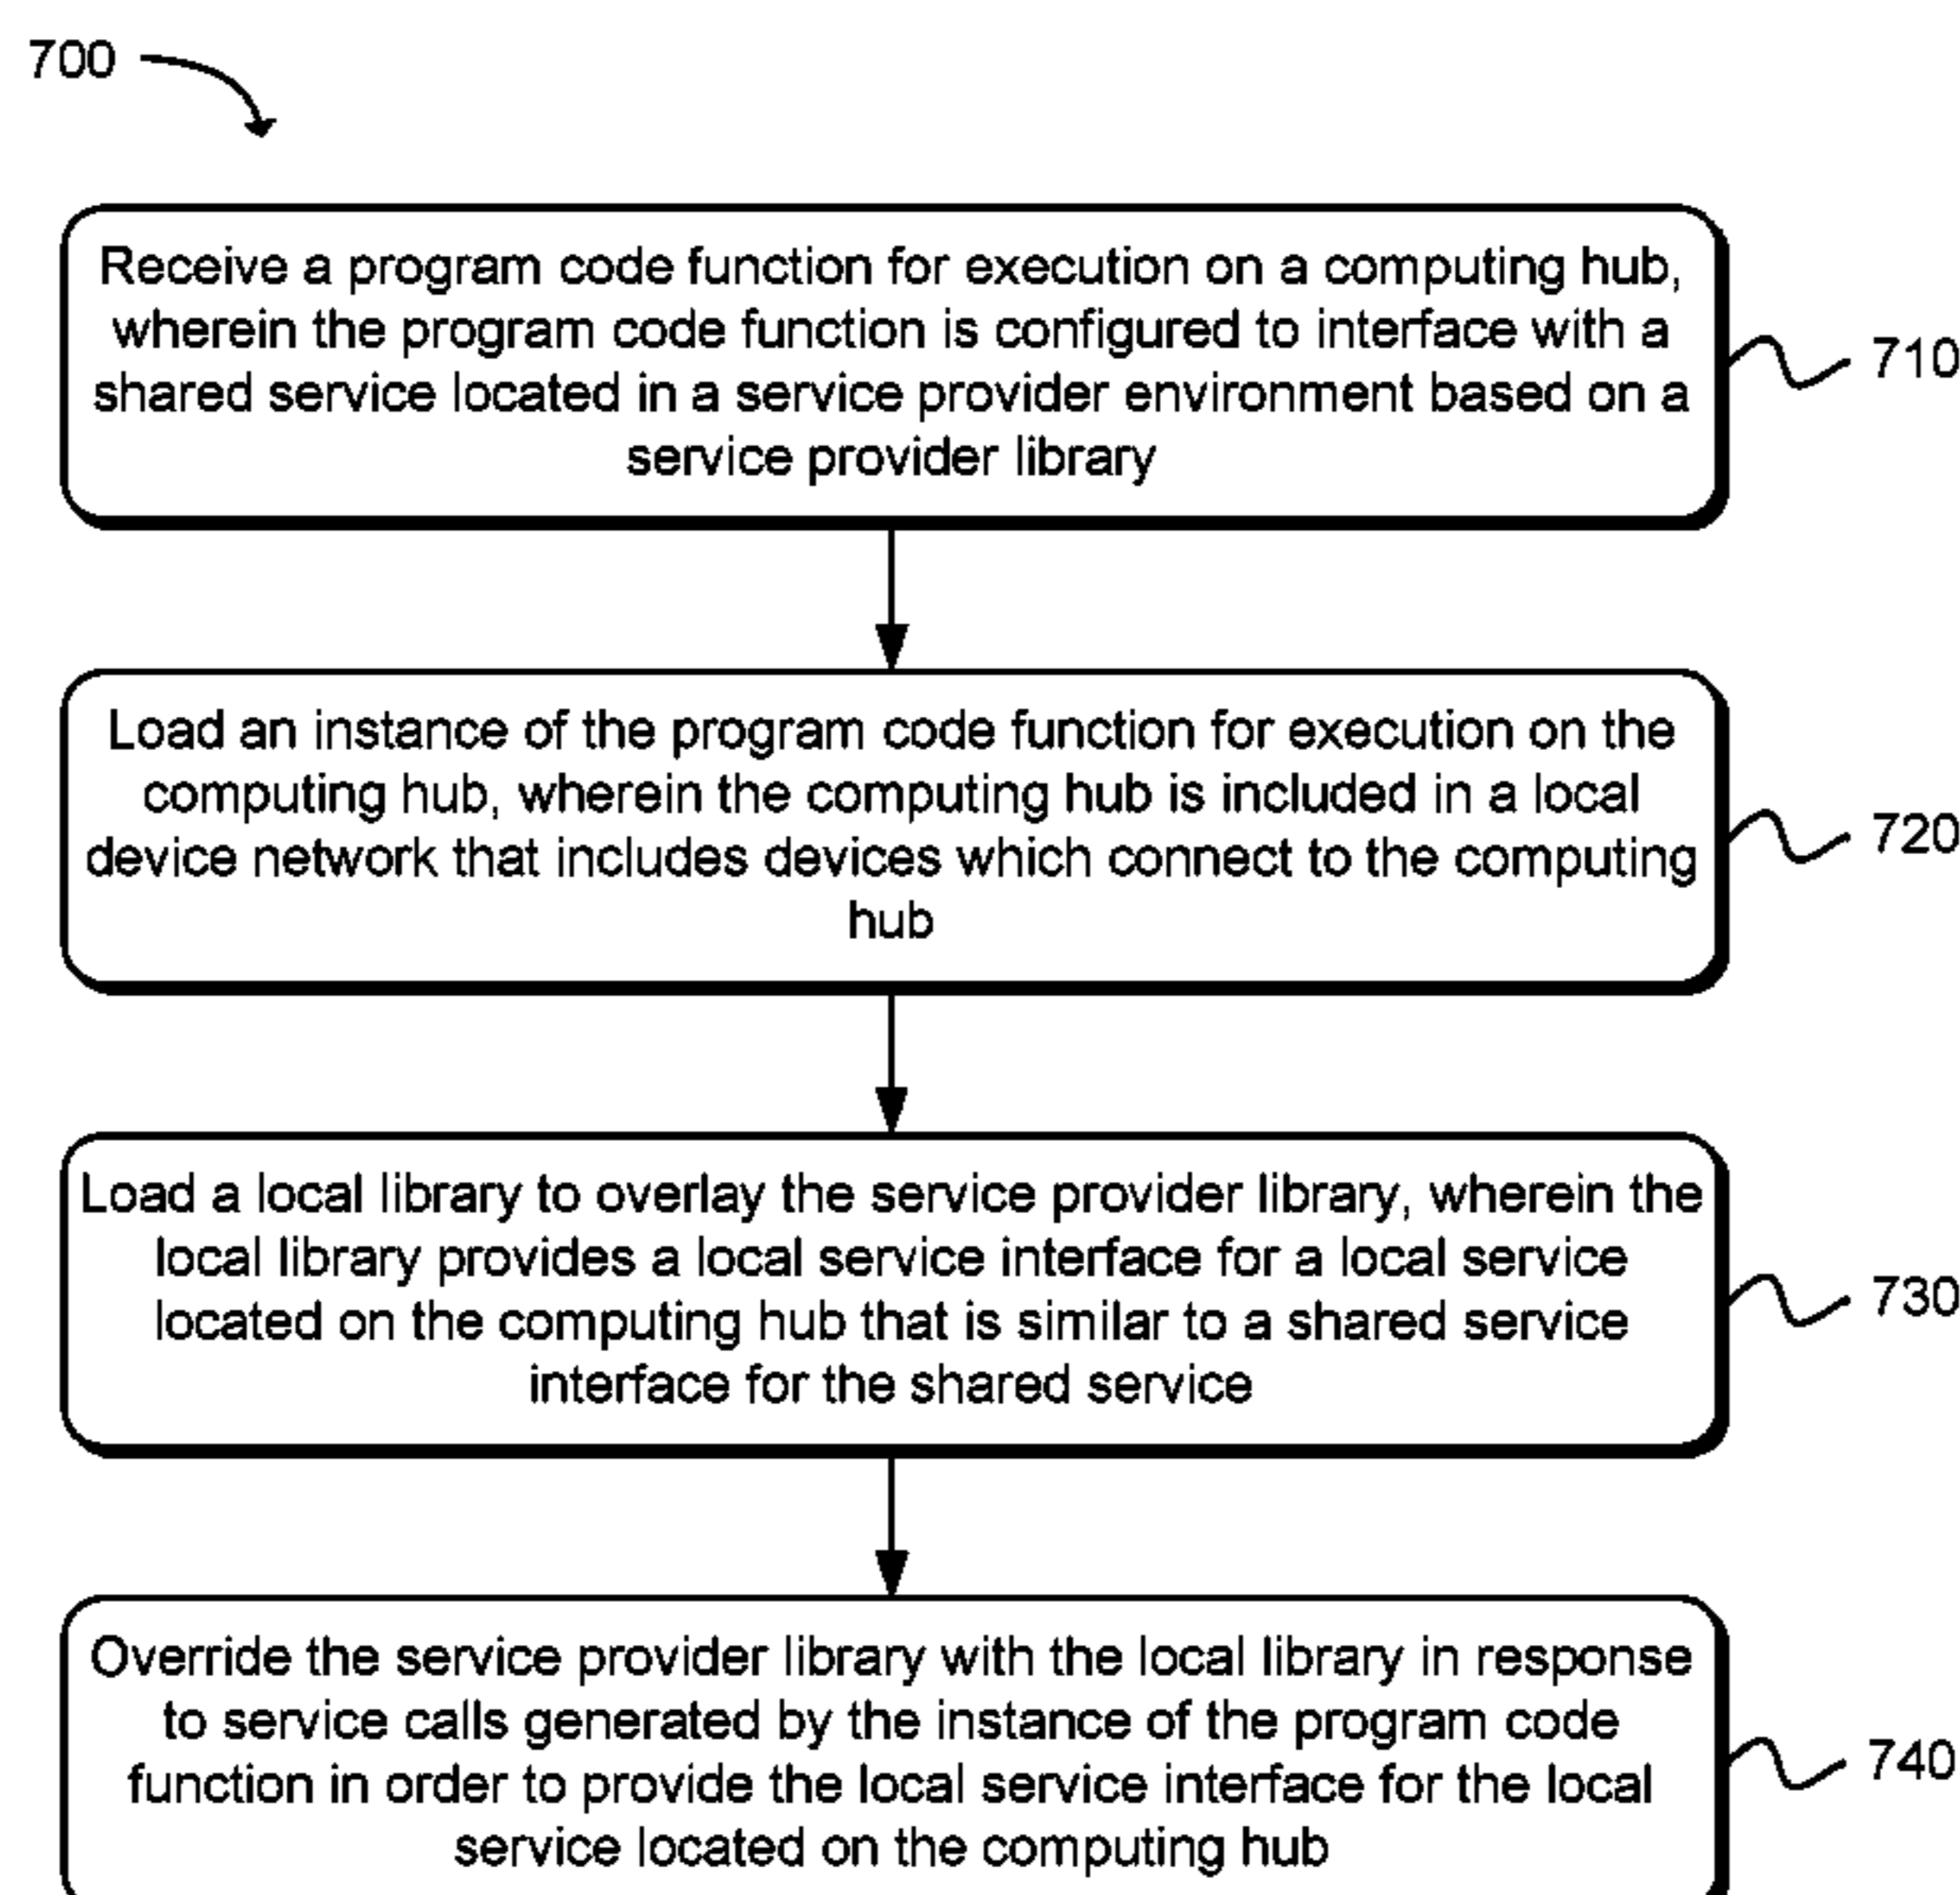 700
Receive a program code function for execution on a computing hub,
wherein the program code function is configured to interface with a
shared service located in a service provider environment based on a
service provider library
710
Load an instance of the program code function for execution on the
computing hub, wherein the computing hub is included in a local
device network that includes devices which connect to the computing
hub
720
Load a local library to overlay the service provider library, wherein the
local library provides a local service interface for a local service
located on the computing hub that is similar to a shared service
interface for the shared service
730
Override the service provider library with the local library in response
to service calls generated by the instance of the program code
function in order to provide the local service interface for the local
service located on the computing hub
740